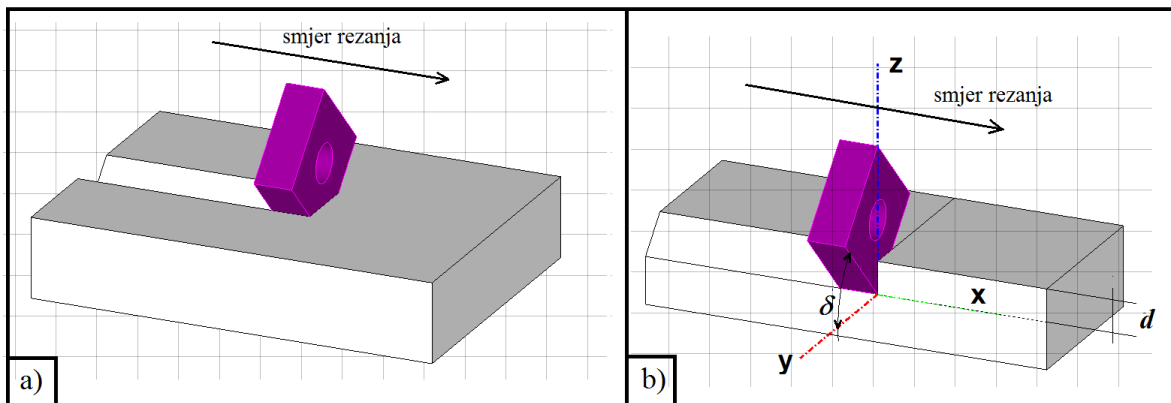 smjer rezanja
a)
z
smjer rezanja
x
δ
d
y
b)